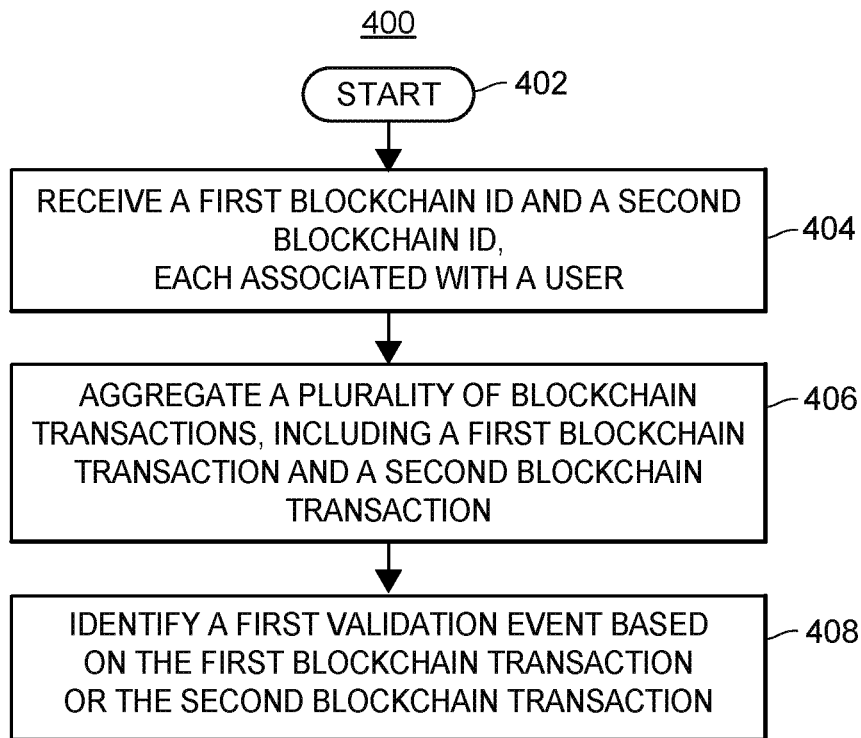 400
START
402
RECEIVE A FIRST BLOCKCHAIN ID AND A SECOND
BLOCKCHAIN ID,
EACH ASSOCIATED WITH A USER
404
AGGREGATE A PLURALITY OF BLOCKCHAIN
TRANSACTIONS, INCLUDING A FIRST BLOCKCHAIN
TRANSACTION AND A SECOND BLOCKCHAIN
TRANSACTION
406
IDENTIFY A FIRST VALIDATION EVENT BASED
ON THE FIRST BLOCKCHAIN TRANSACTION
OR THE SECOND BLOCKCHAIN TRANSACTION
408